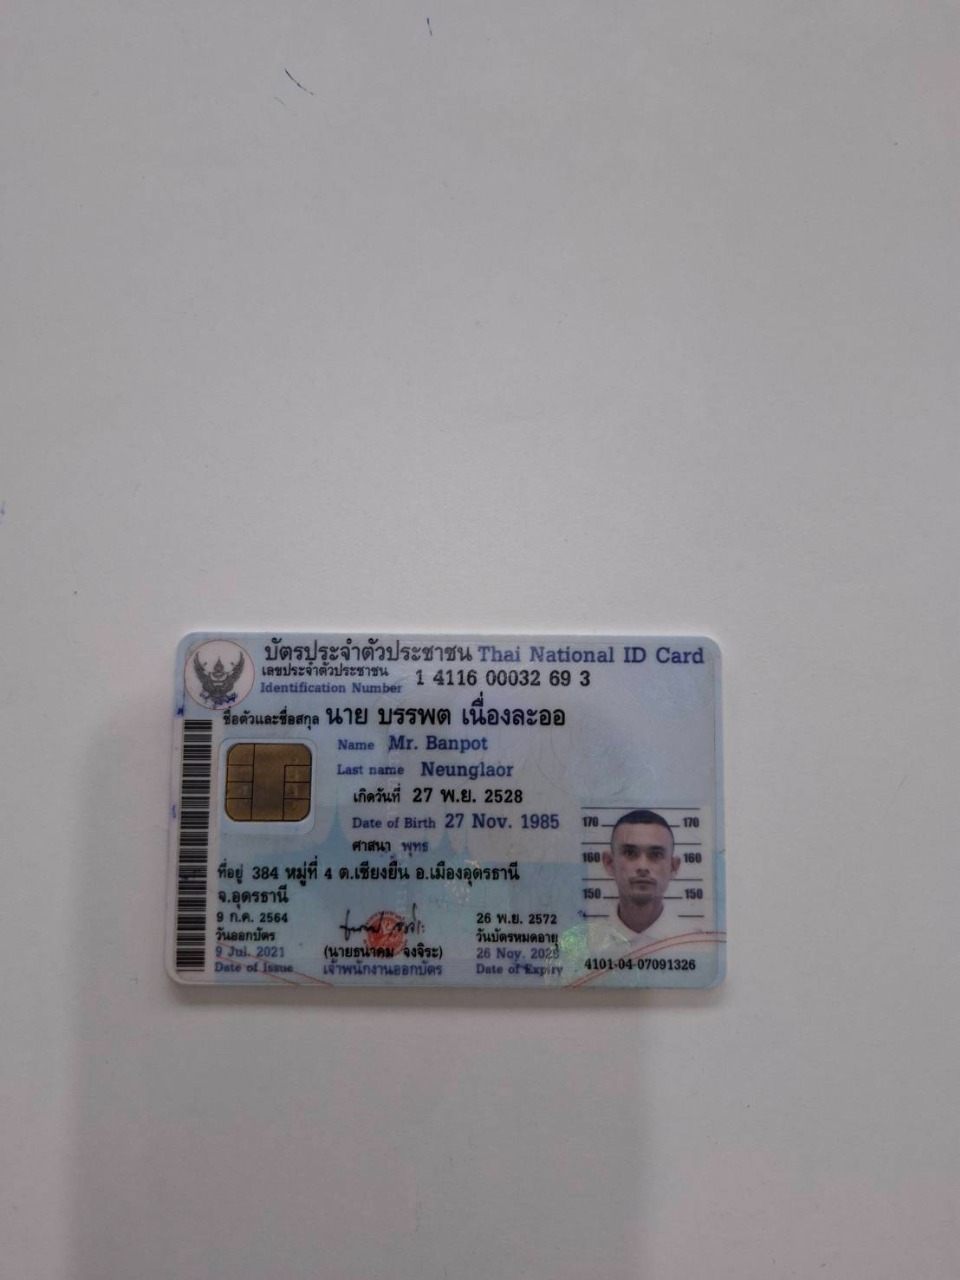 บัตรประจำตัวประชาชน Thai National ID Card
เลขประจำตัวประชาชน
Identification Number
1 4116 00032 69 3
ชื่อตัวและชื่อสกุล นาย บรรพต เนื่องละออ
Name Mr. Banpot
Last name Neunglaor
เกิดวันที่ 27 พ.ย. 2528
Date of Birth 27 Nov. 1985
ศาสนา พุทธ
ที่อยู่ 384 หมู่ที่ 4 ต.เชียงยืน อ.เมืองอุดรธานี
จ.อุดรธานี
9 ก.ค. 2564
วันออกบัตร
9 Jul. 2021
Date of Issue
(นายธนาคม จงจิระ)
เจ้าพนักงานออกบัตร
26 พ.ย. 2572
วันบัตรหมดอายุ
26 Nov.
Date of Expiry
170 170
160 160
150 150
4101-04-07091326